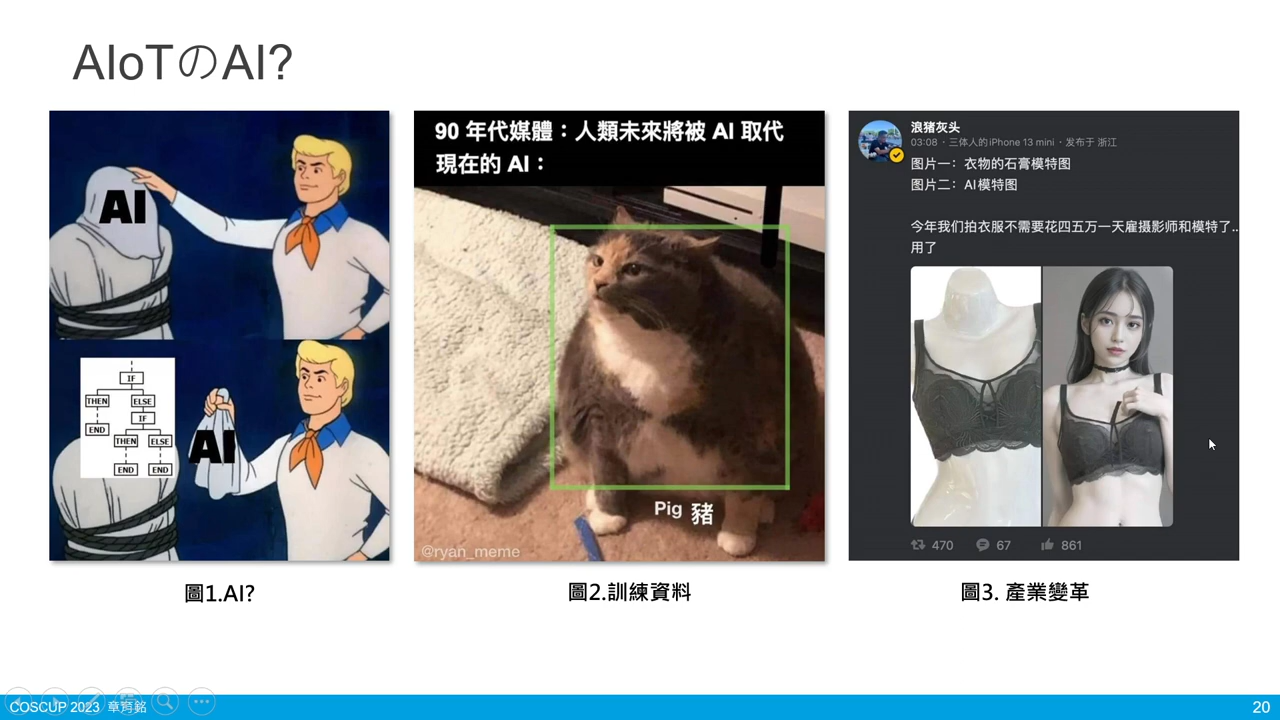 AIoTのAI?
AI
IF
THEN ELSE
IF
END
THEN ELSE
END END
AI
90 年代媒體：人類未來將被 AI 取代
現在的 AI：
Pig 豬
@ryan_meme
浪猪灰头
03:08 · 三体人的iPhone 13 mini · 发布于 浙江
图片一：衣物的石膏模特图
图片二：AI模特图
今年我们拍衣服不需要花四五万一天雇摄影师和模特了..
用了
470 67 861
圖1.AI?
圖2.訓練資料
圖3. 產業變革
COSCUP 2023 章育銘
20